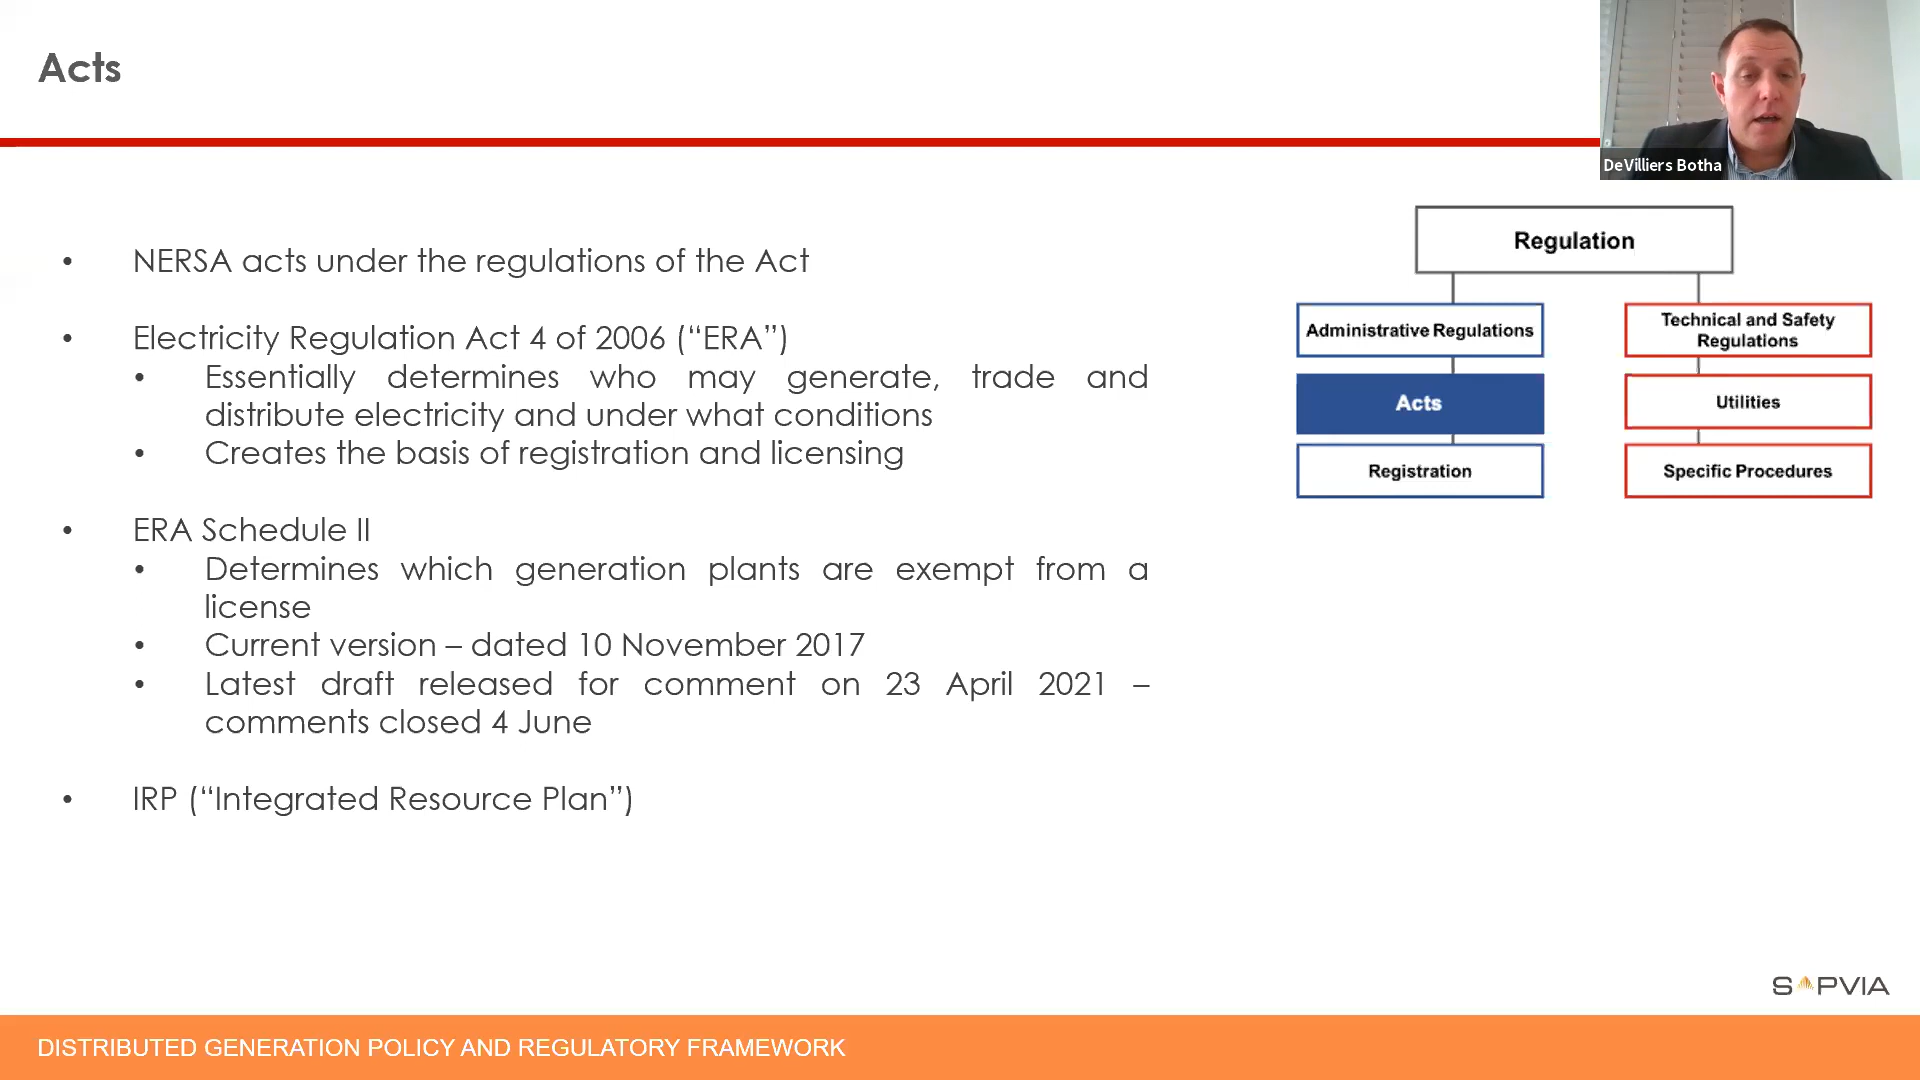 Acts
DeVilliers Botha
• NERSA acts under the regulations of the Act
• Electricity Regulation Act 4 of 2006 (“ERA”)
• Essentially determines who may generate, trade and
distribute electricity and under what conditions
• Creates the basis of registration and licensing
• ERA Schedule II
• Determines which generation plants are exempt from a
license
• Current version – dated 10 November 2017
• Latest draft released for comment on 23 April 2021 –
comments closed 4 June
• IRP (“Integrated Resource Plan”)
Regulation
Administrative Regulations
Acts
Registration
Technical and Safety
Regulations
Utilities
Specific Procedures
SAPVIA
DISTRIBUTED GENERATION POLICY AND REGULATORY FRAMEWORK